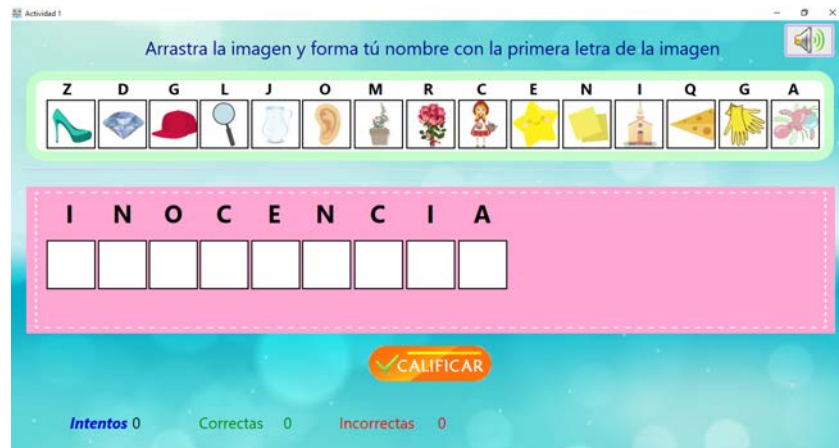 Actividad 1
Arrastra la imagen y forma tú nombre con la primera letra de la imagen
Z D G L J O M R C E N I Q G A
I N O C E N C I A
CALIFICAR
Intentos 0 Correctas 0 Incorrectas 0